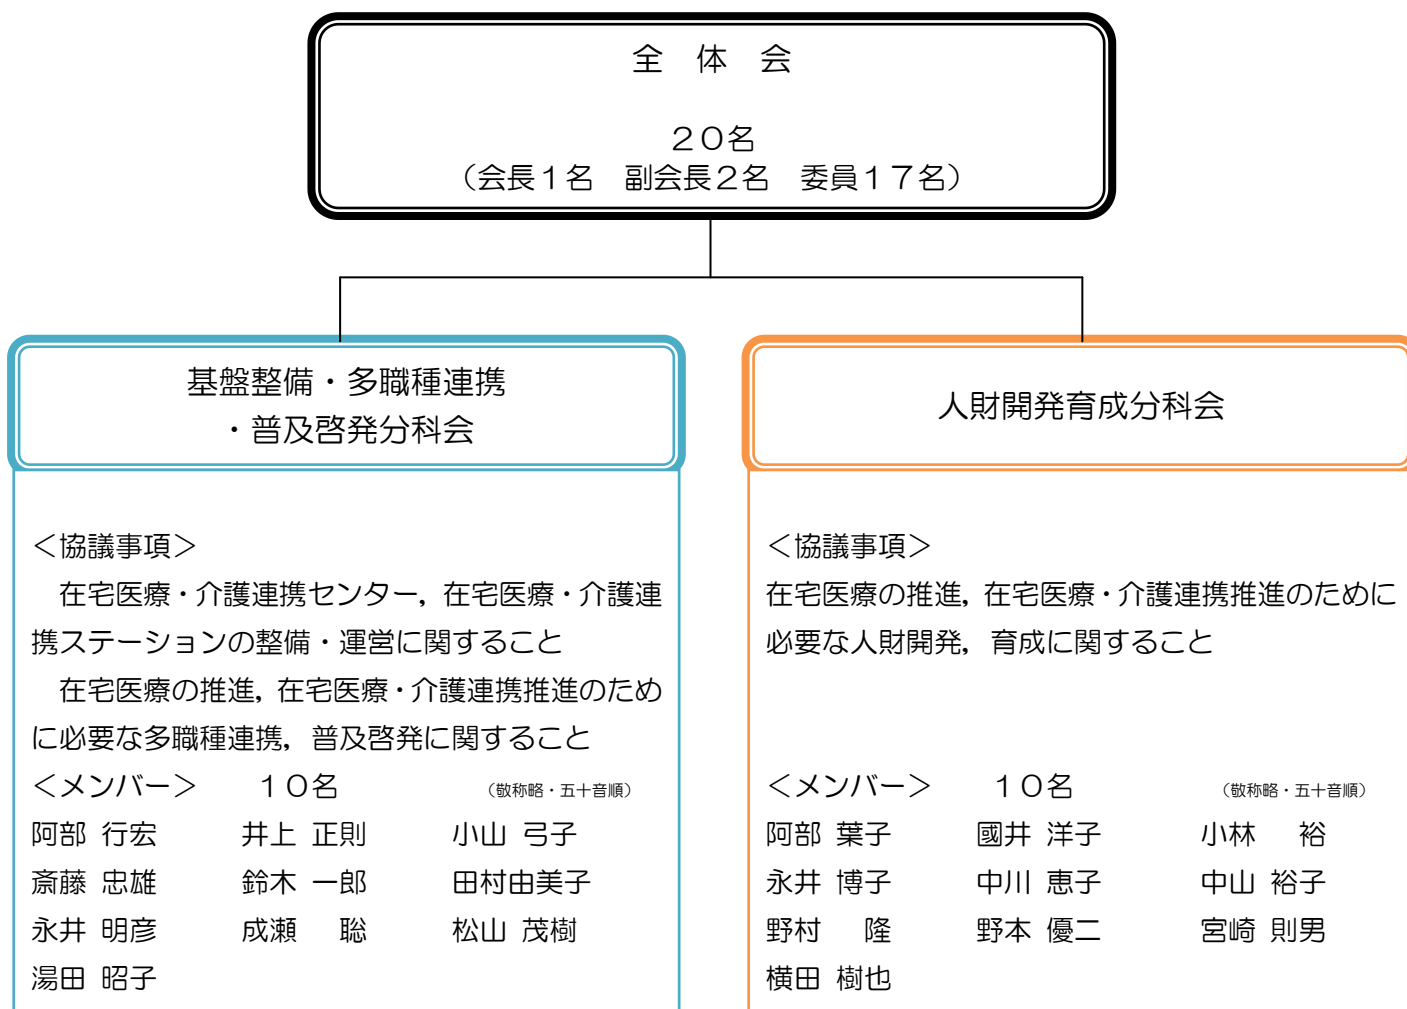 全　体　会
２０名
（会長１名　副会長２名　委員１７名）
基盤整備・多職種連携
・普及啓発分科会
＜協議事項＞
　在宅医療・介護連携センター，在宅医療・介護連
携ステーションの整備・運営に関すること
　在宅医療の推進，在宅医療・介護連携推進のため
に必要な多職種連携，普及啓発に関すること
＜メンバー＞　１０名　（敬称略・五十音順）
阿部 行宏　井上 正則　小山 弓子
斎藤 忠雄　鈴木 一郎　田村由美子
永井 明彦　成瀬　聡　松山 茂樹
湯田 昭子
人財開発育成分科会
＜協議事項＞
在宅医療の推進，在宅医療・介護連携推進のために
必要な人財開発，育成に関すること
＜メンバー＞　１０名　（敬称略・五十音順）
阿部 葉子　國井 洋子　小林　裕
永井 博子　中川 恵子　中山 裕子
野村　隆　野本 優二　宮崎 則男
横田 樹也